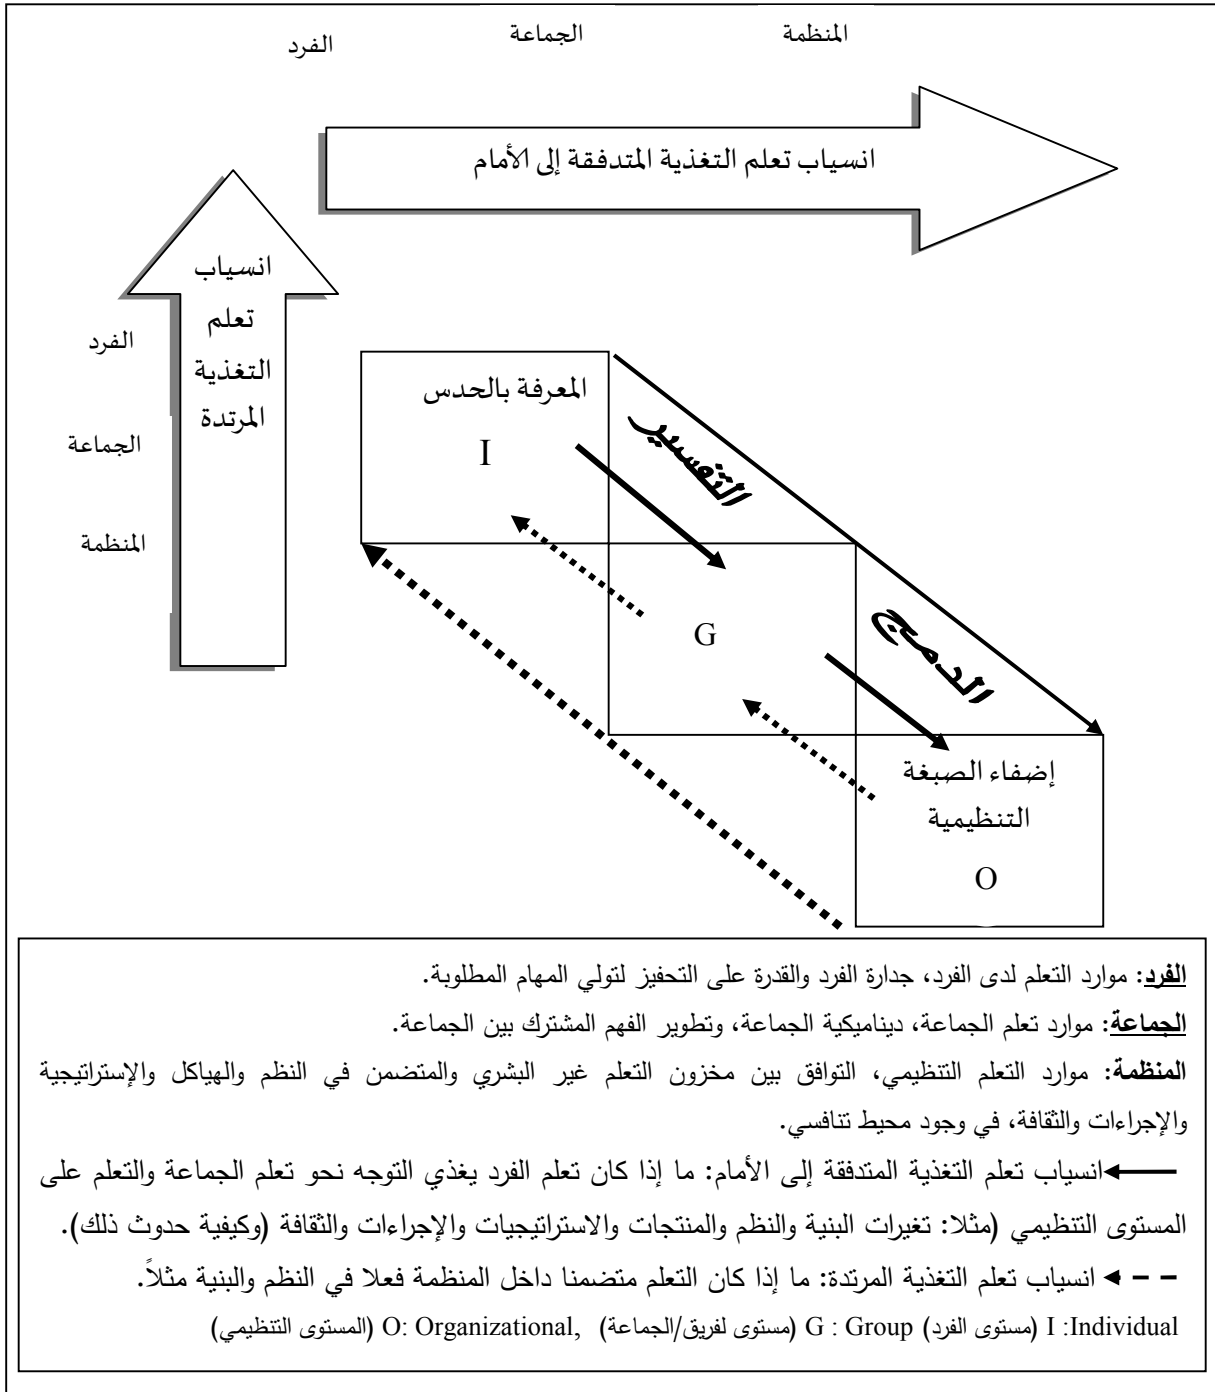 المنظمة
الجماعة
الفرد
انسياب تعلم التغذية المتدفقة إلى الأمام
انسياب
تعلم
التغذية
المرتدة
الفرد
الجماعة
المنظمة
المعرفة بالحدس
I
التفسير
G
الدمج
إضفاء الصبغة
التنظيمية
O
الفرد: موارد التعلم لدى الفرد، جدارة الفرد والقدرة على التحفيز لتولي المهام المطلوبة.
الجماعة: موارد تعلم الجماعة، ديناميكية الجماعة، وتطوير الفهم المشترك بين الجماعة.
المنظمة: موارد التعلم التنظيمي، التوافق بين مخزون التعلم غير البشري والمتضمن في النظم والهياكل والإستراتيجية
والإجراءات والثقافة، في وجود محيط تنافسي.
انسياب تعلم التغذية المتدفقة إلى الأمام: ما إذا كان تعلم الفرد يغذي التوجه نحو تعلم الجماعة والتعلم على
المستوى التنظيمي (مثلا: تغيرات البنية والنظم والمنتجات والاستراتيجيات والإجراءات والثقافة (وكيفية حدوث ذلك).
انسياب تعلم التغذية المرتدة: ما إذا كان التعلم متضمنا داخل المنظمة فعلا في النظم والبنية مثلاً.
I :Individual (مستوى الفرد) G : Group (مستوى لفريق/الجماعة) O: Organizational, (المستوى التنظيمي)